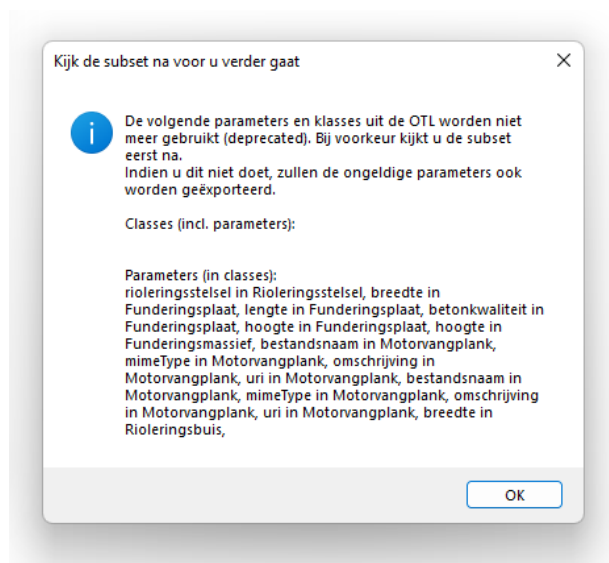 Kijk de subset na voor u verder gaat
De volgende parameters en klasses uit de OTL worden niet
meer gebruikt (deprecated). Bij voorkeur kijkt u de subset
eerst na.
Indien u dit niet doet, zullen de ongeldige parameters ook
worden geëxporteerd.
Classes (incl. parameters):
Parameters (in classes):
rioleringsstelsel in Rioleringsstelsel, breedte in
Funderingsplaat, lengte in Funderingsplaat, betonkwaliteit in
Funderingsplaat, hoogte in Funderingsplaat, hoogte in
Funderingsmassief, bestandsnaam in Motorvangplank,
mimeType in Motorvangplank, omschrijving in
Motorvangplank, uri in Motorvangplank, bestandsnaam in
Motorvangplank, mimeType in Motorvangplank, omschrijving
in Motorvangplank, uri in Motorvangplank, breedte in
Rioleringsbuis,
OK